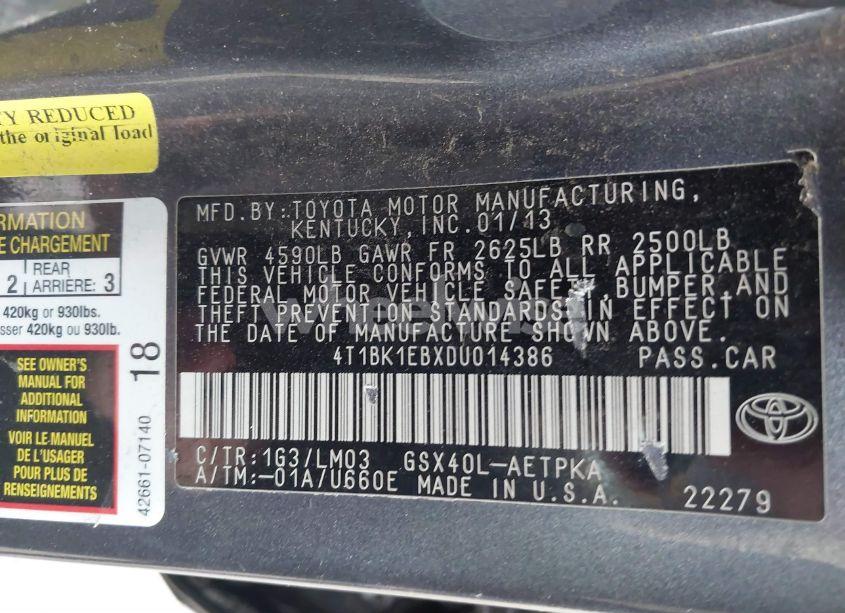 TY REDUCED
the original load
ORMATION
E CHARGEMENT
2 REAR ARRIÈRE: 3
420kg or 930lbs.
sser 420kg ou 930lb.
SEE OWNER'S
MANUAL FOR
ADDITIONAL
INFORMATION
VOIR LE MANUEL
DE L'USAGER
POUR PLUS DE
RENSEIGNEMENTS
18
42661-07140
MFD.BY:TOYOTA MOTOR MANUFACTURING,
KENTUCKY,INC.01/13
GVWR 4590LB GAWR FR 2625LB RR 2500LB
THIS VEHICLE CONFORMS TO ALL APPLICABLE
FEDERAL MOTOR VEHICLE SAFETY,BUMPER,AND
THEFT PREVENTION STANDARDS IN EFFECT ON
THE DATE OF MANUFACTURE SHOWN ABOVE.
4T1BK1EBXDU014386 PASS.CAR
C/TR:1G3/LM03 GSX40L-AETPKA
A/TM:-01A/U660E MADE IN U.S.A.
22279